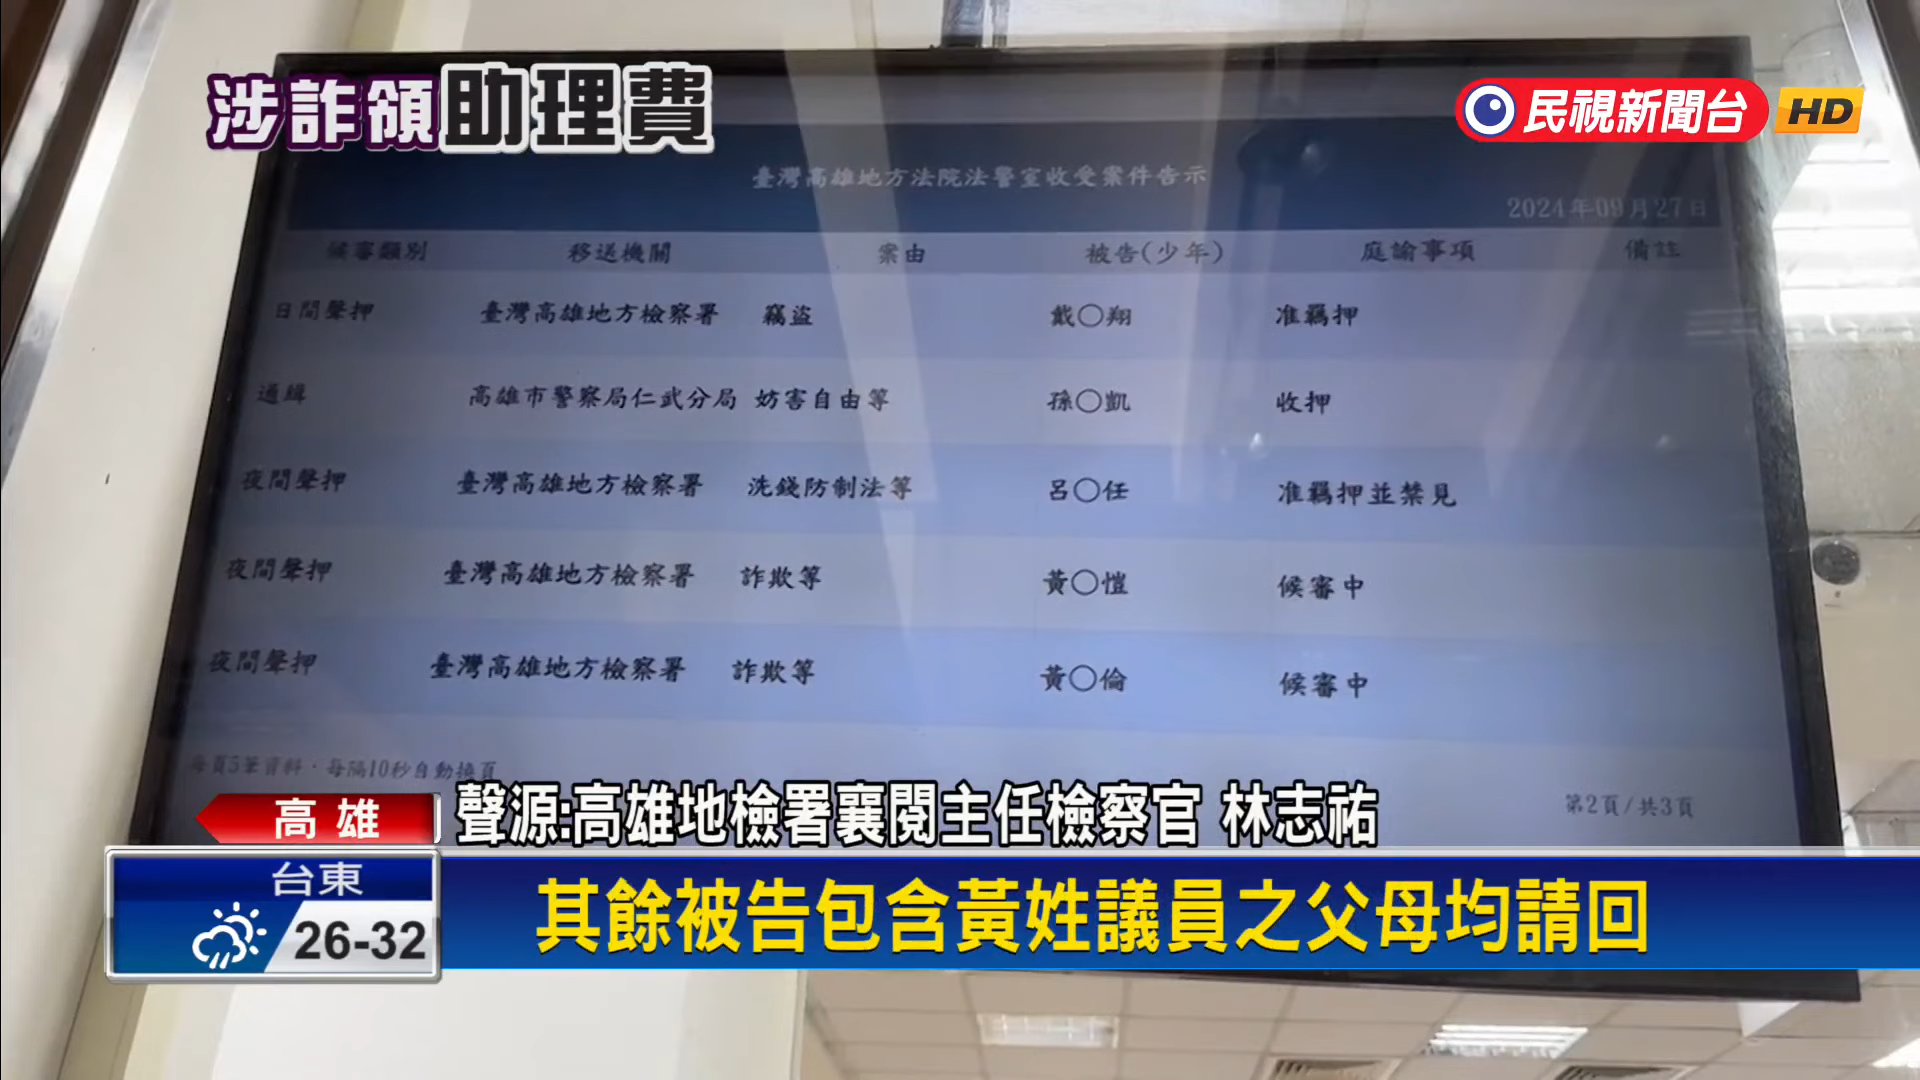 涉詐領助理費
民視新聞台 HD
臺灣高雄地方法院法警室收受案件告示
2024年09月27日
候審類別 移送機關 案由 被告(少年) 庭諭事項 備註
日間聲押 臺灣高雄地方檢察署 竊盜 戴〇翔 准羈押
通緝 高雄市警察局仁武分局 妨害自由等 孫〇凱 收押
夜間聲押 臺灣高雄地方檢察署 洗錢防制法等 呂〇任 准羈押並禁見
夜間聲押 臺灣高雄地方檢察署 詐欺等 黃〇愷 候審中
夜間聲押 臺灣高雄地方檢察署 詐欺等 黃〇倫 候審中
每頁5筆資料,每隔10秒自動換頁
第2頁/共3頁
高雄
聲源:高雄地檢署襄閱主任檢察官 林志祐
台東
26-32
其餘被告包含黃姓議員之父母均請回